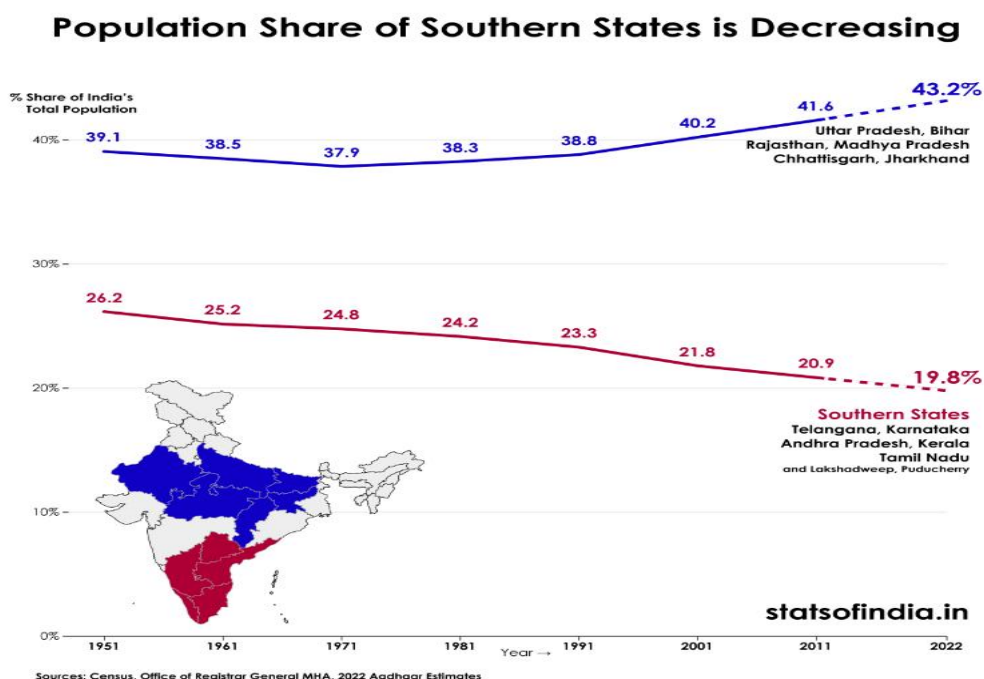 Population Share of Southern States is Decreasing
% Share of India's
Total Population
43.2%
41.6
40.2
39.1
38.5
37.9
38.3
38.8
40%
Uttar Pradesh, Bihar
Rajasthan, Madhya Pradesh
Chhattisgarh, Jharkhand
30%
26.2
25.2
24.8
24.2
23.3
21.8
20.9
19.8%
20%
Southern States
Telangana, Karnataka
Andhra Pradesh, Kerala
Tamil Nadu
and Lakshadweep, Puducherry
10%
statsofindia.in
0%
1951
1961
1971
1981
Year →
1991
2001
2011
2022
Sources: Census, Office of Registrar General MHA, 2022 Aadhaar Estimates